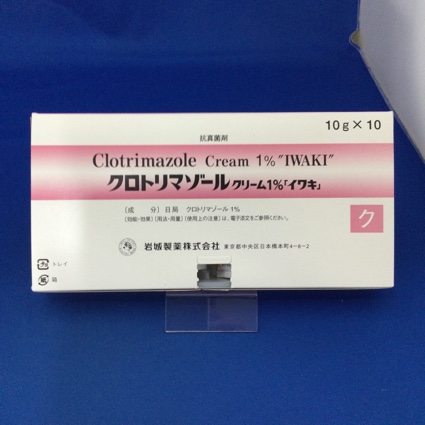 10g×10
抗真菌剤
Clotrimazole Cream 1% "IWAKI"
クロトリマゾールクリーム1%「イワキ」
〔成 分〕日局 クロトリマゾール 1%
〔効能・効果〕〔用法・用量〕〔使用上の注意〕は、電子添文をご参照ください。
ク
岩城製薬株式会社 東京都中央区日本橋本町4-8-2
トレイ
箱